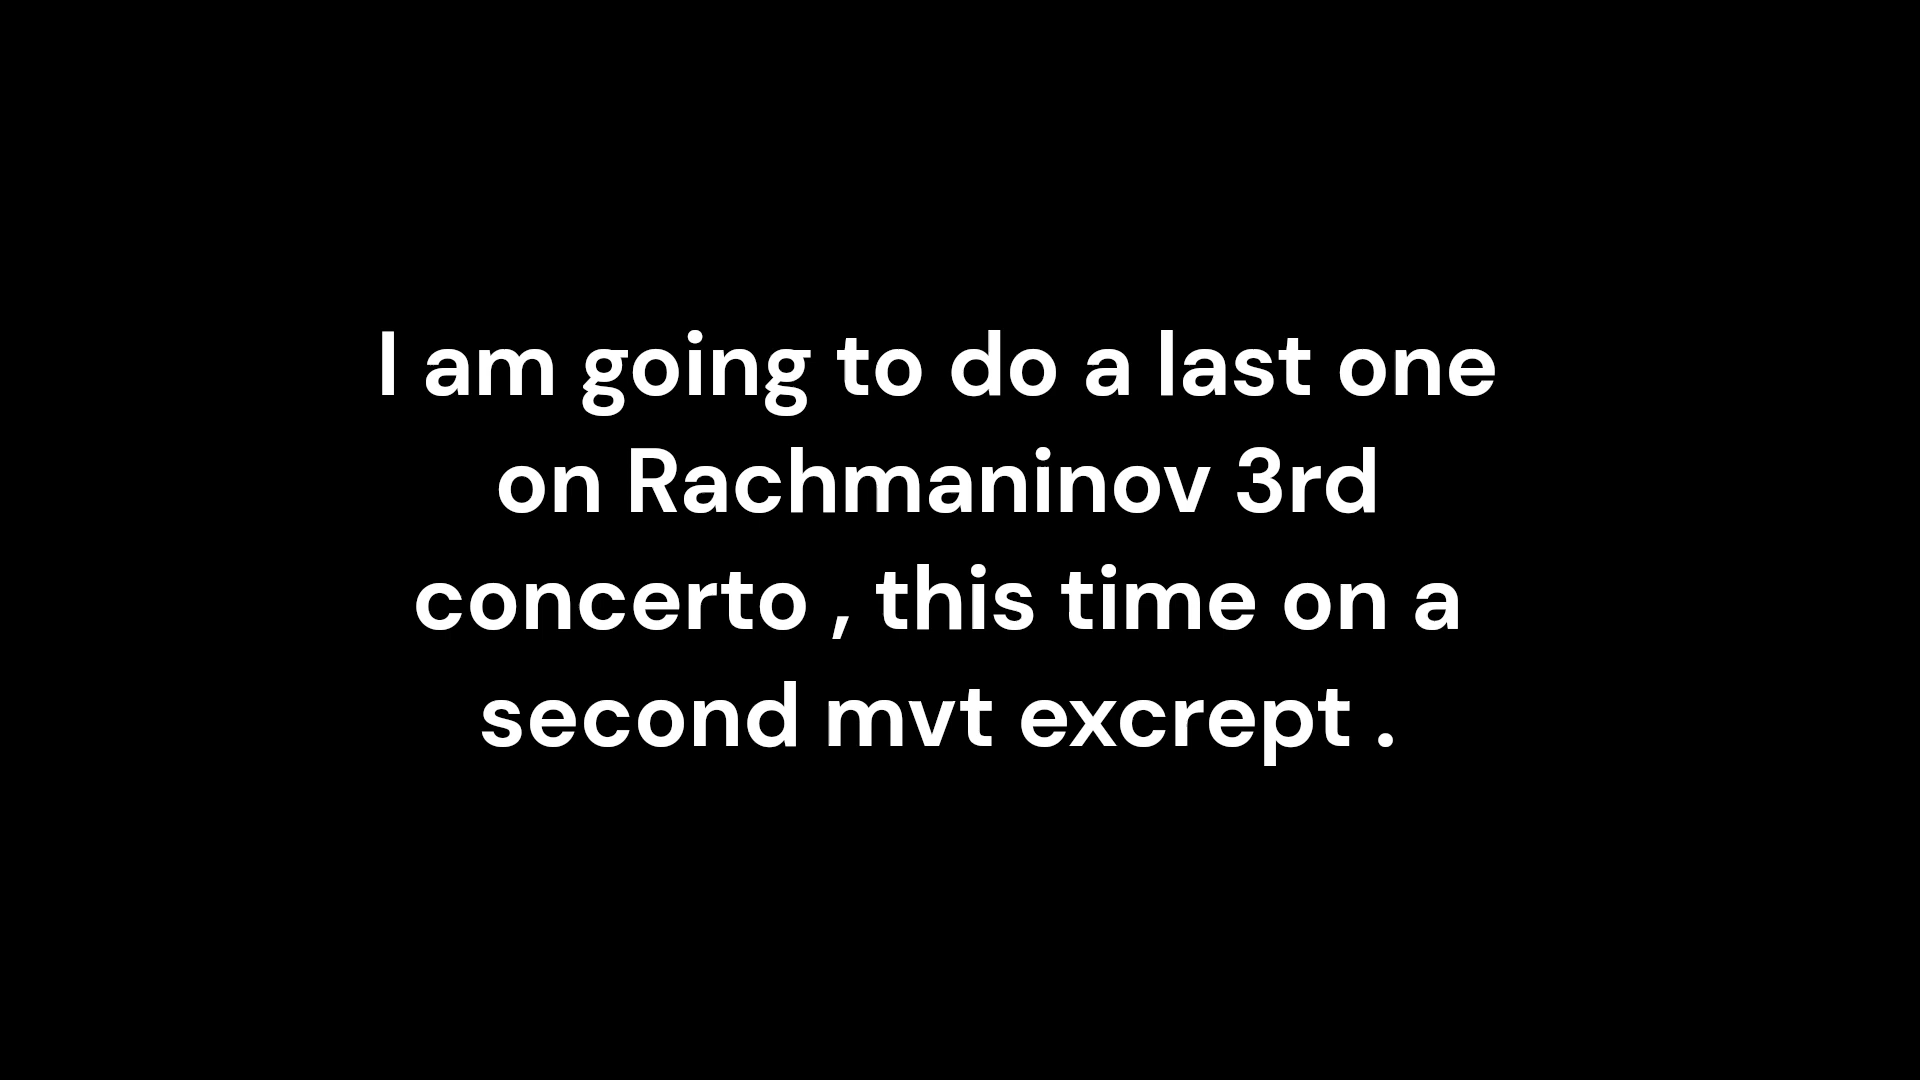 I am going to do a last one
on Rachmaninov 3rd
concerto , this time on a
second mvt excrept .